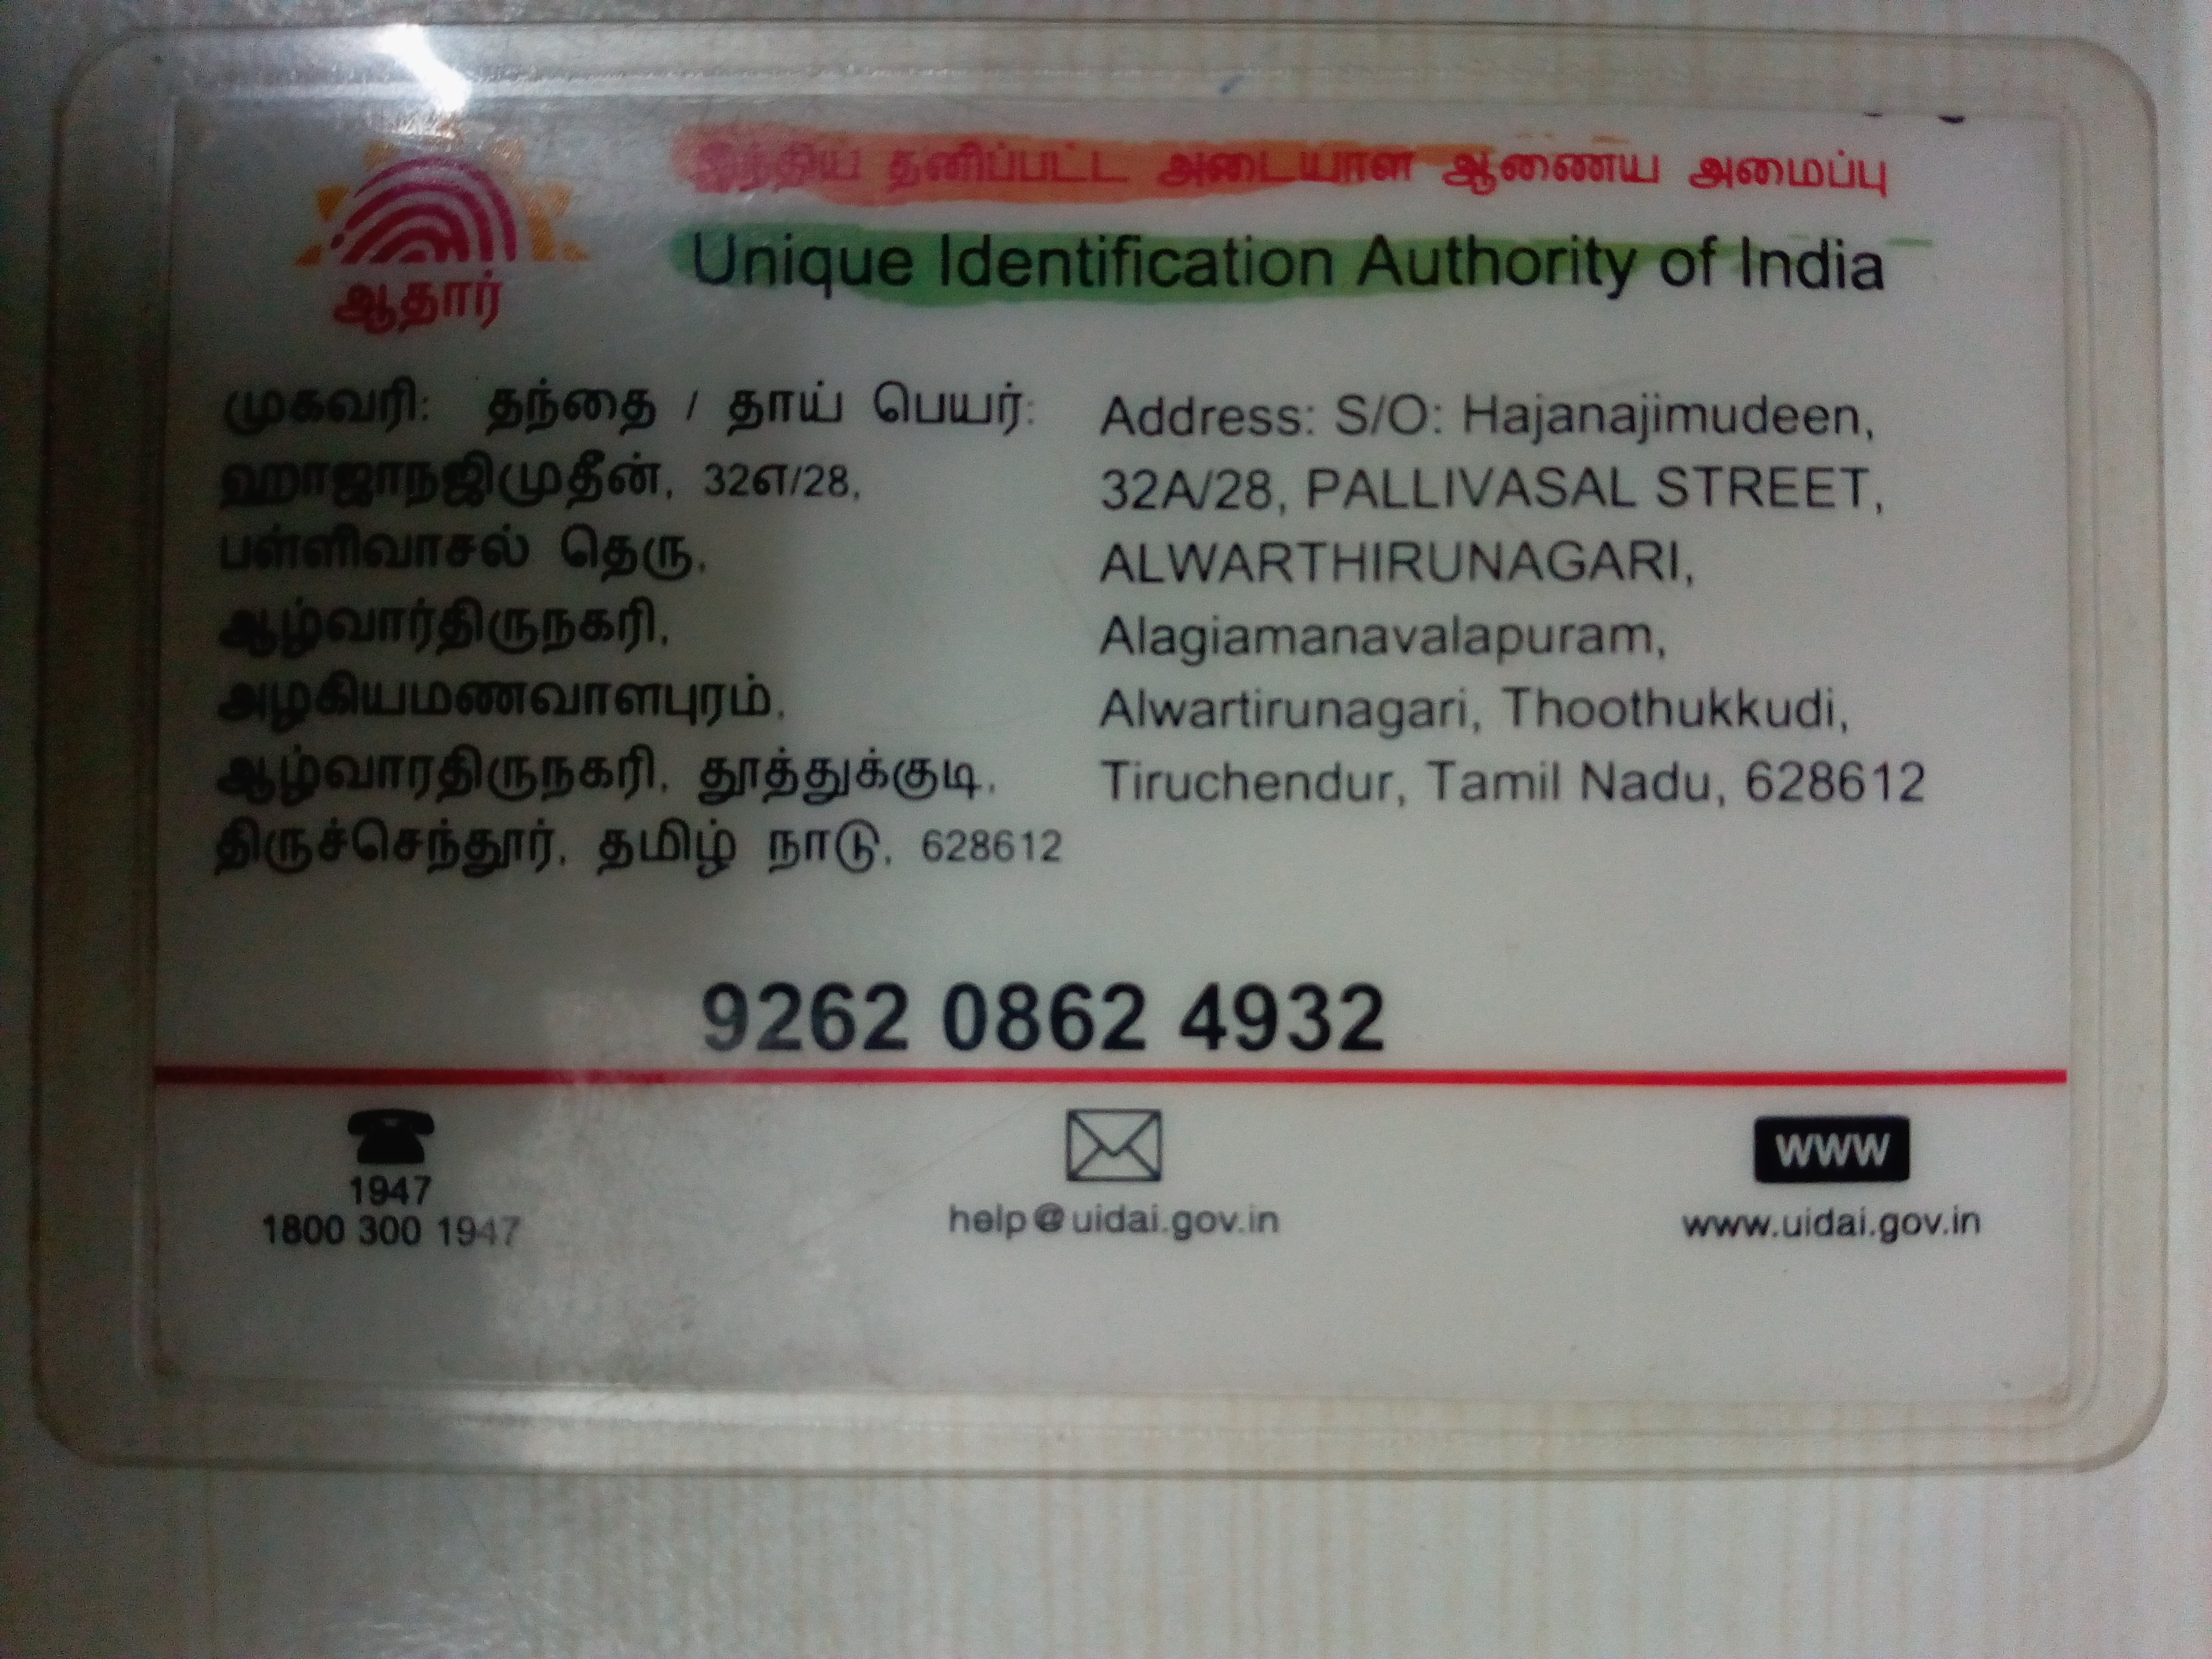 இந்திய தனிப்பட்ட அடையாள ஆணைய அமைப்பு
Unique Identification Authority of India
ஆதார்
முகவரி: தந்தை / தாய் பெயர்:
ஹாஜாநஜிமுதீன், 32எ/28,
பள்ளிவாசல் தெரு,
ஆழ்வார்திருநகரி,
அழகியமணவாளபுரம்,
ஆழ்வாரதிருநகரி, தூத்துக்குடி,
திருச்செந்தூர், தமிழ் நாடு, 628612
Address: S/O: Hajanajimudeen,
32A/28, PALLIVASAL STREET,
ALWARTHIRUNAGARI,
Alagiamanavalapuram,
Alwartirunagari, Thoothukkudi,
Tiruchendur, Tamil Nadu, 628612
9262 0862 4932
1947
1800 300 1947
help@uidai.gov.in
WWW
www.uidai.gov.in